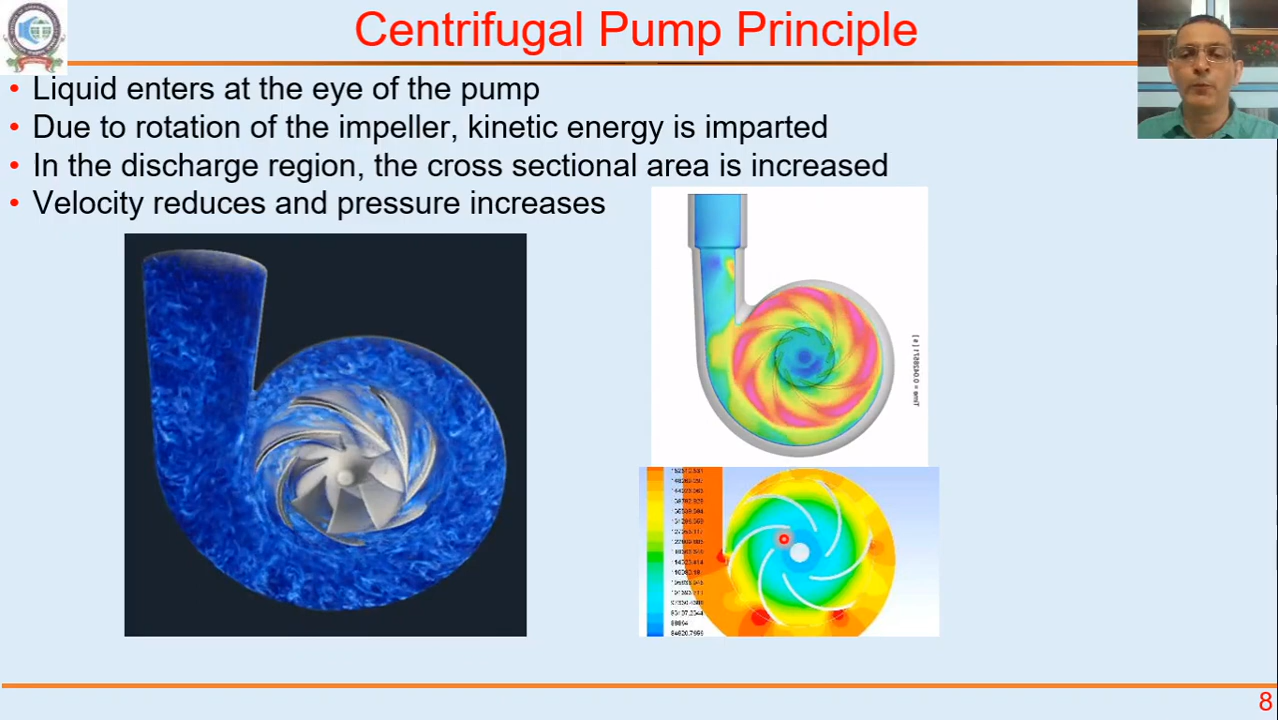 Centrifugal Pump Principle
• Liquid enters at the eye of the pump
• Due to rotation of the impeller, kinetic energy is imparted
• In the discharge region, the cross sectional area is increased
• Velocity reduces and pressure increases
8